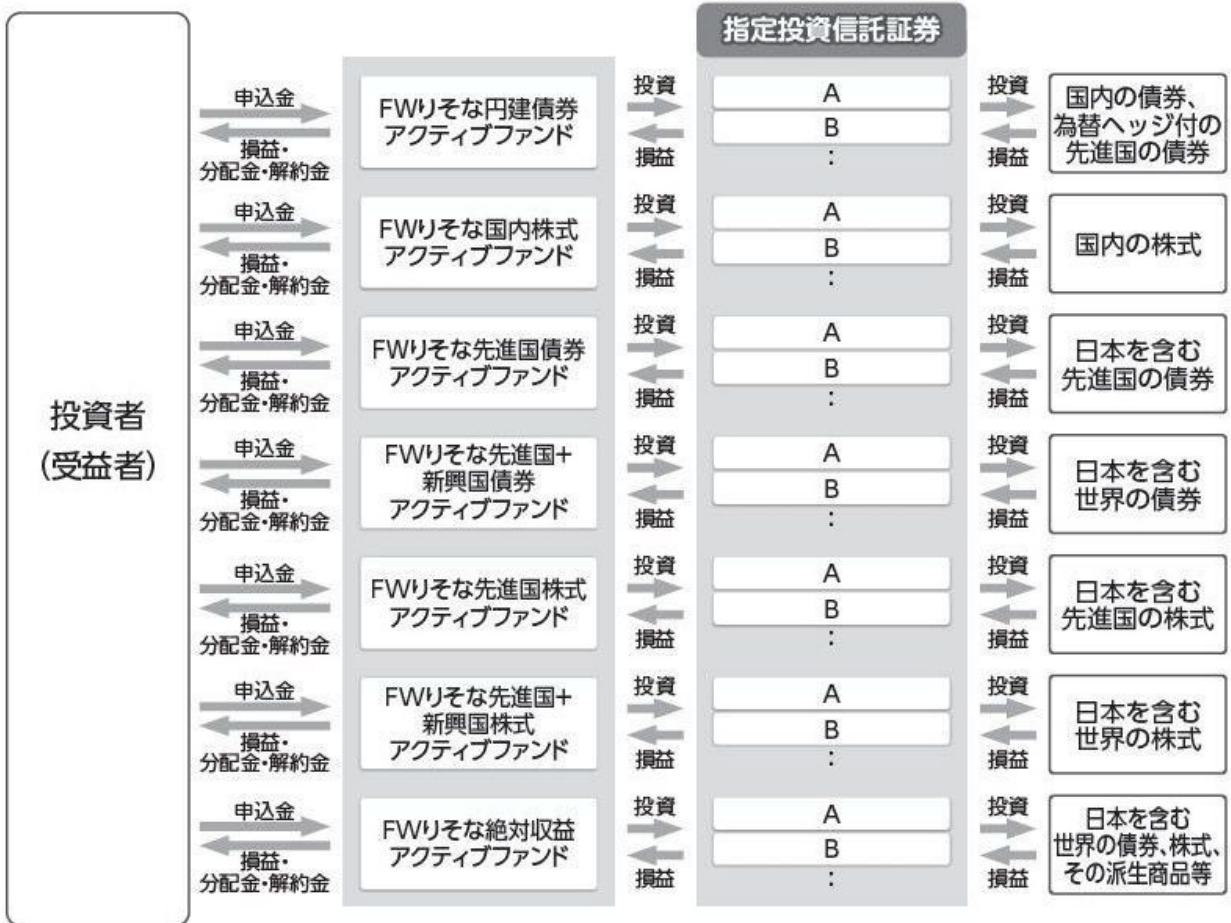 指定投資信託証券
投資者
(受益者)
申込金
損益・
分配金・解約金
FWりそな円建債券
アクティブファンド
投資
損益
A
B
:
投資
損益
国内の債券、
為替ヘッジ付の
先進国の債券
申込金
損益・
分配金・解約金
FWりそな国内株式
アクティブファンド
投資
損益
A
B
:
投資
損益
国内の株式
申込金
損益・
分配金・解約金
FWりそな先進国債券
アクティブファンド
投資
損益
A
B
:
投資
損益
日本を含む
先進国の債券
申込金
損益・
分配金・解約金
FWりそな先進国+
新興国債券
アクティブファンド
投資
損益
A
B
:
投資
損益
日本を含む
世界の債券
申込金
損益・
分配金・解約金
FWりそな先進国株式
アクティブファンド
投資
損益
A
B
:
投資
損益
日本を含む
先進国の株式
申込金
損益・
分配金・解約金
FWりそな先進国+
新興国株式
アクティブファンド
投資
損益
A
B
:
投資
損益
日本を含む
世界の株式
申込金
損益・
分配金・解約金
FWりそな絶対収益
アクティブファンド
投資
損益
A
B
:
投資
損益
日本を含む
世界の債券、株式、
その派生商品等